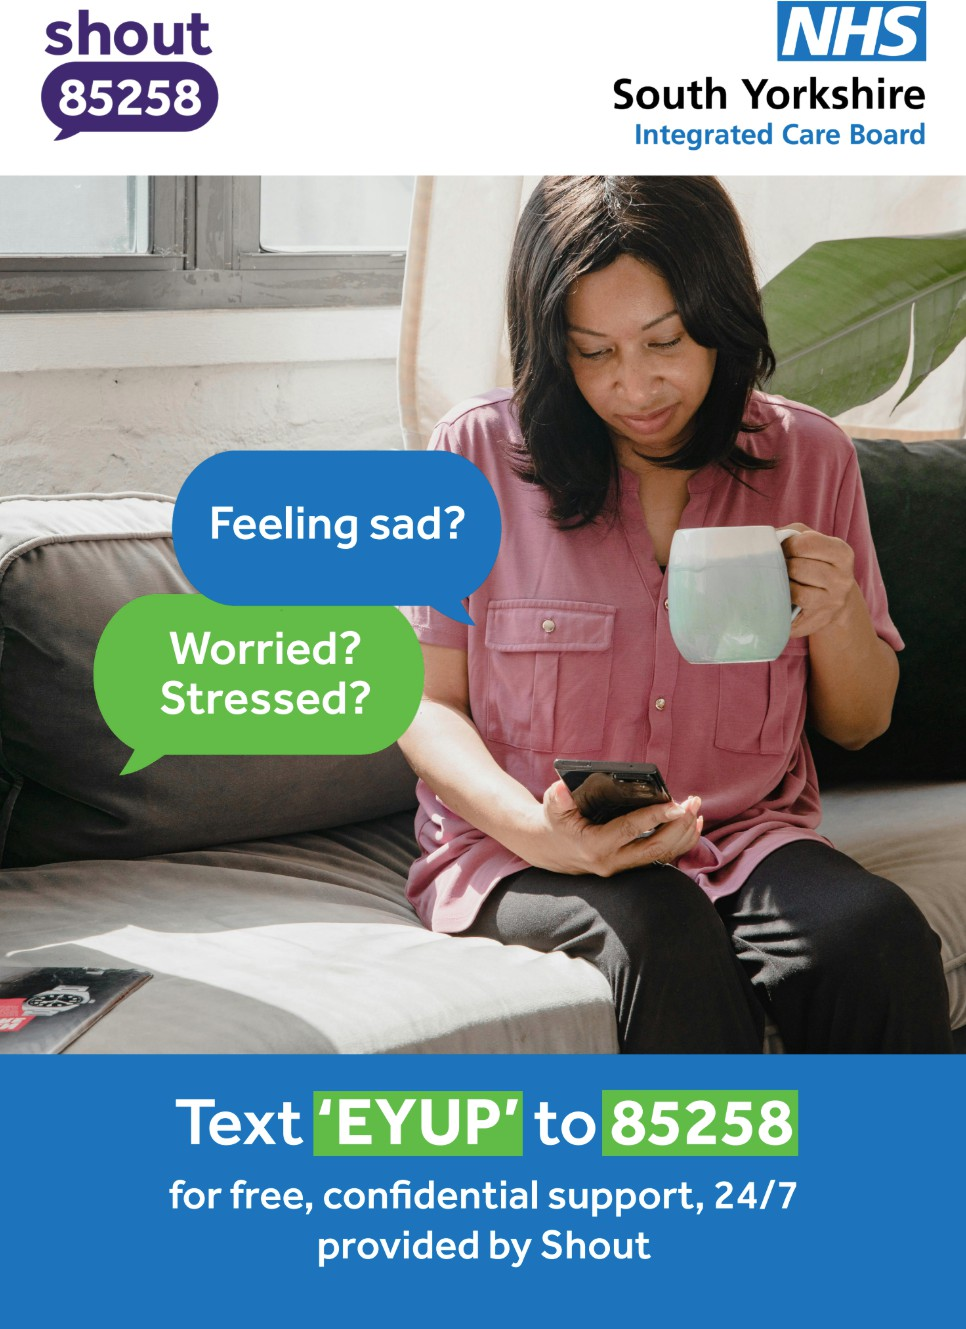 shout
85258
NHS
South Yorkshire
Integrated Care Board
Feeling sad?
Worried?
Stressed?
Text ‘EYUP’ to 85258
for free, confidential support, 24/7
provided by Shout